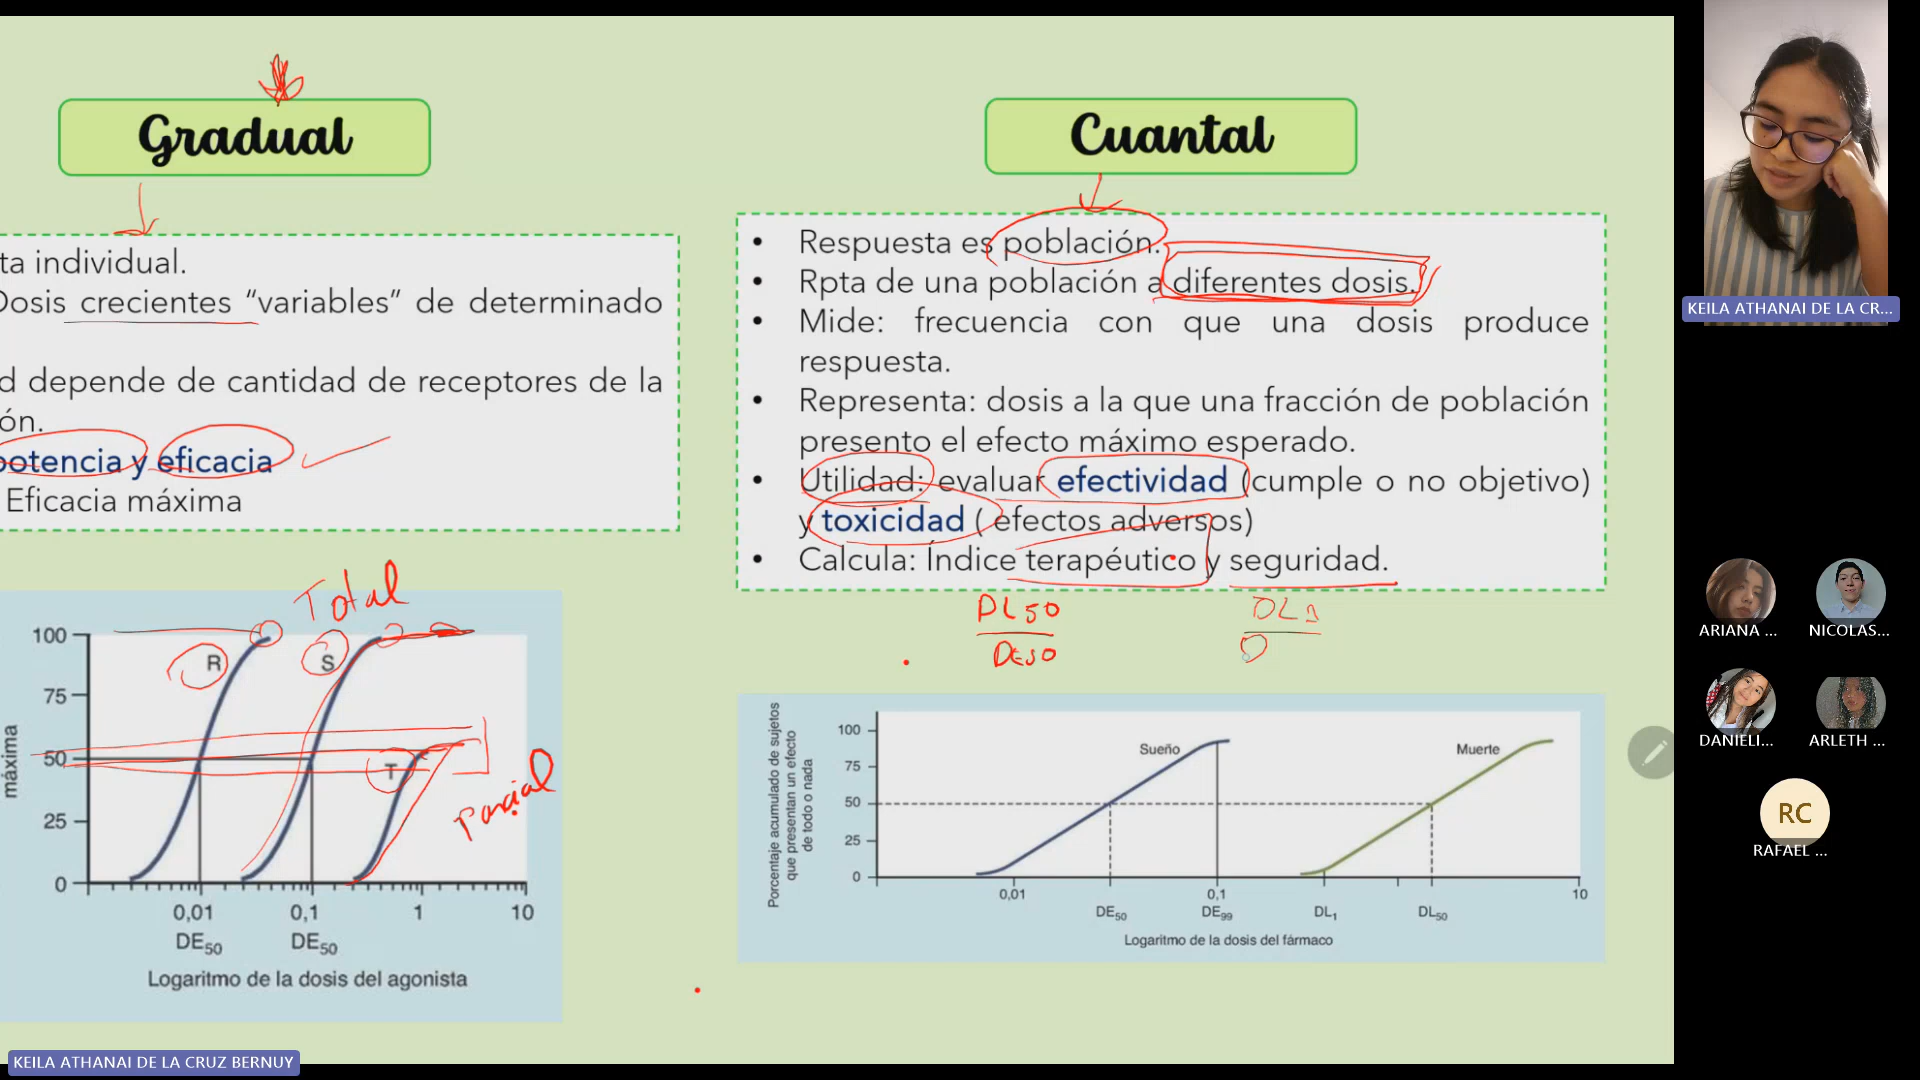 Gradual
ta individual.
Dosis crecientes “variables” de determinado
d depende de cantidad de receptores de la
ón.
potencia y eficacia
Eficacia máxima
Total
100
75
50
25
0
máxima
R
S
T
Parcial
0,01
0,1
1
10
DE50
DE50
Logaritmo de la dosis del agonista
Cuantal
• Respuesta es población.
• Rpta de una población a diferentes dosis.
• Mide: frecuencia con que una dosis produce
respuesta.
• Representa: dosis a la que una fracción de población
presento el efecto máximo esperado.
• Utilidad: evaluar efectividad (cumple o no objetivo)
y toxicidad ( efectos adversos)
• Calcula: Índice terapéutico y seguridad.
DL50
DE50
DL1
D
Porcentaje acumulado de sujetos
que presentan un efecto
de todo o nada
100
75
50
25
0
Sueño
Muerte
0,01
0,1
10
DE50
DE99
DL1
DL50
Logaritmo de la dosis del fármaco
KEILA ATHANAI DE LA CR...
ARIANA ...
NICOLAS...
DANIELI...
ARLETH ...
RC
RAFAEL ...
KEILA ATHANAI DE LA CRUZ BERNUY